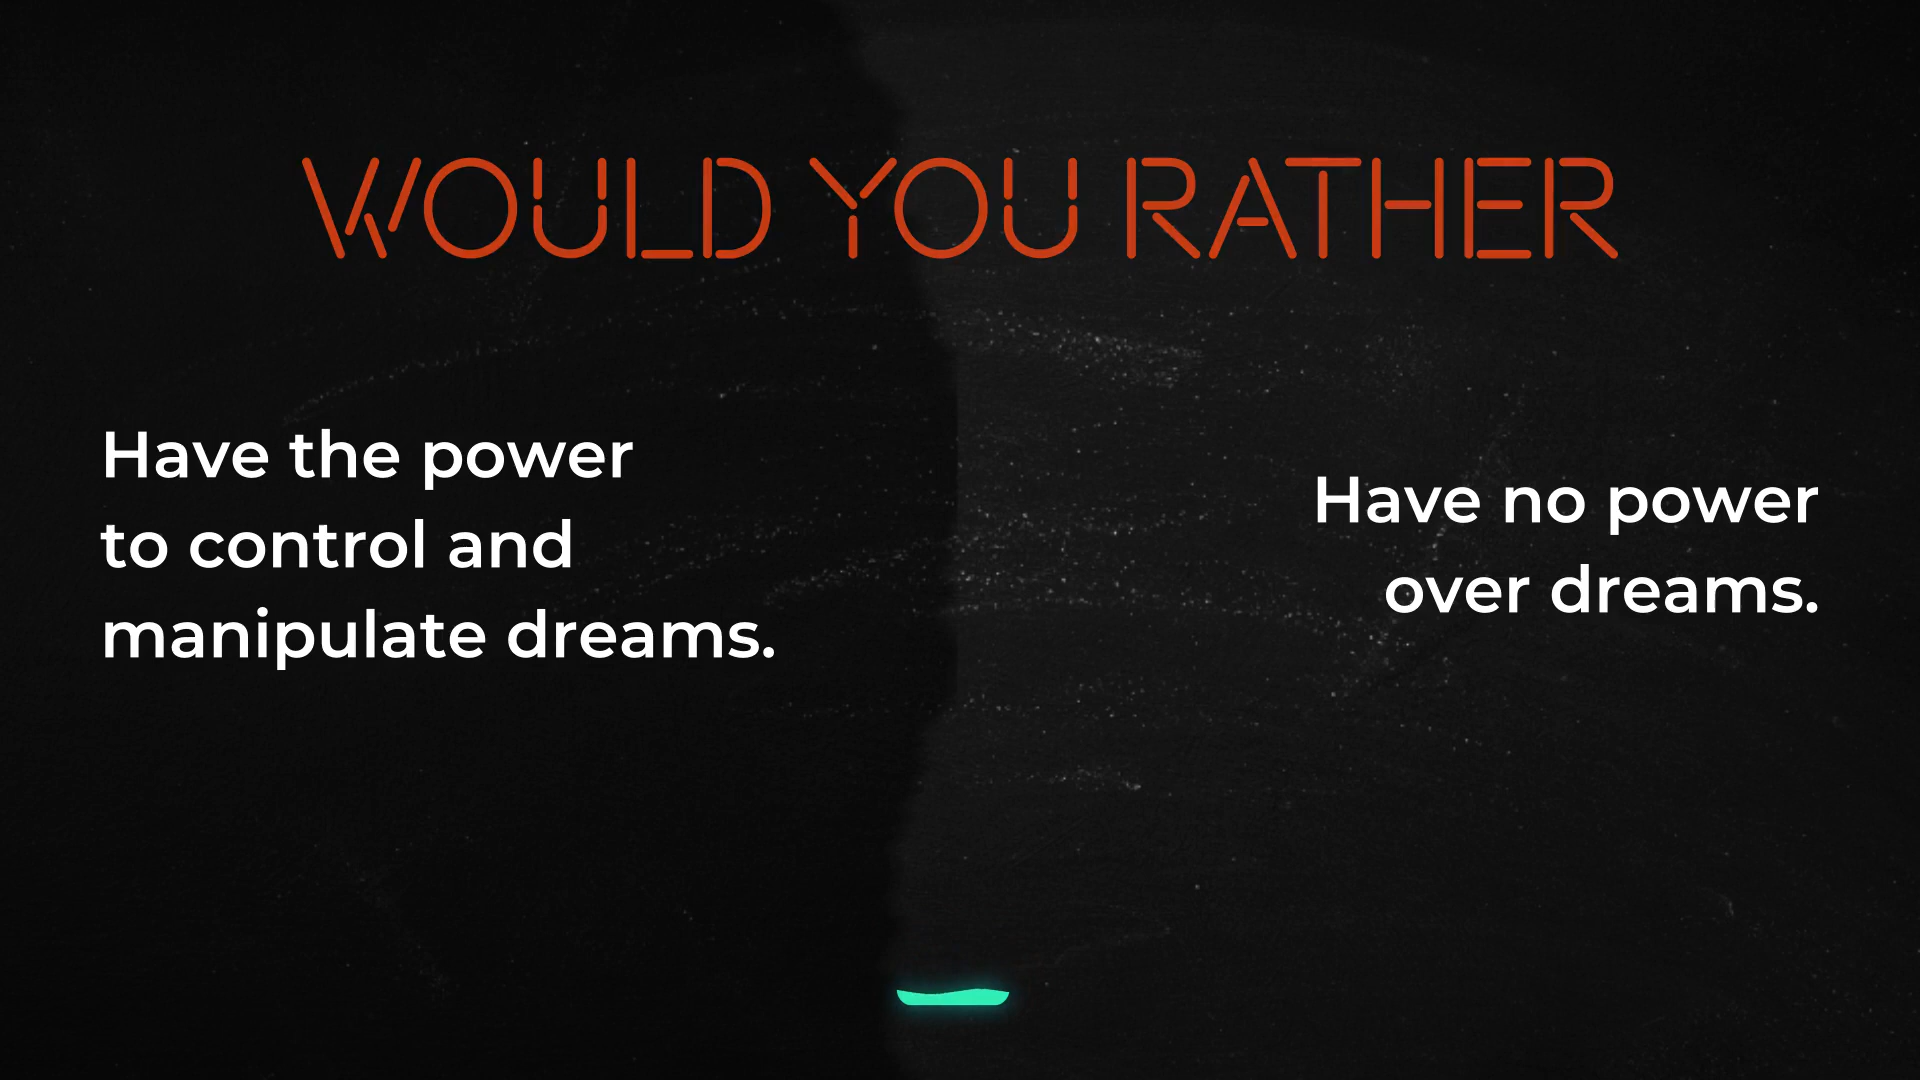 WOULD YOU RATHER
Have the power
to control and
manipulate dreams.
Have no power
over dreams.